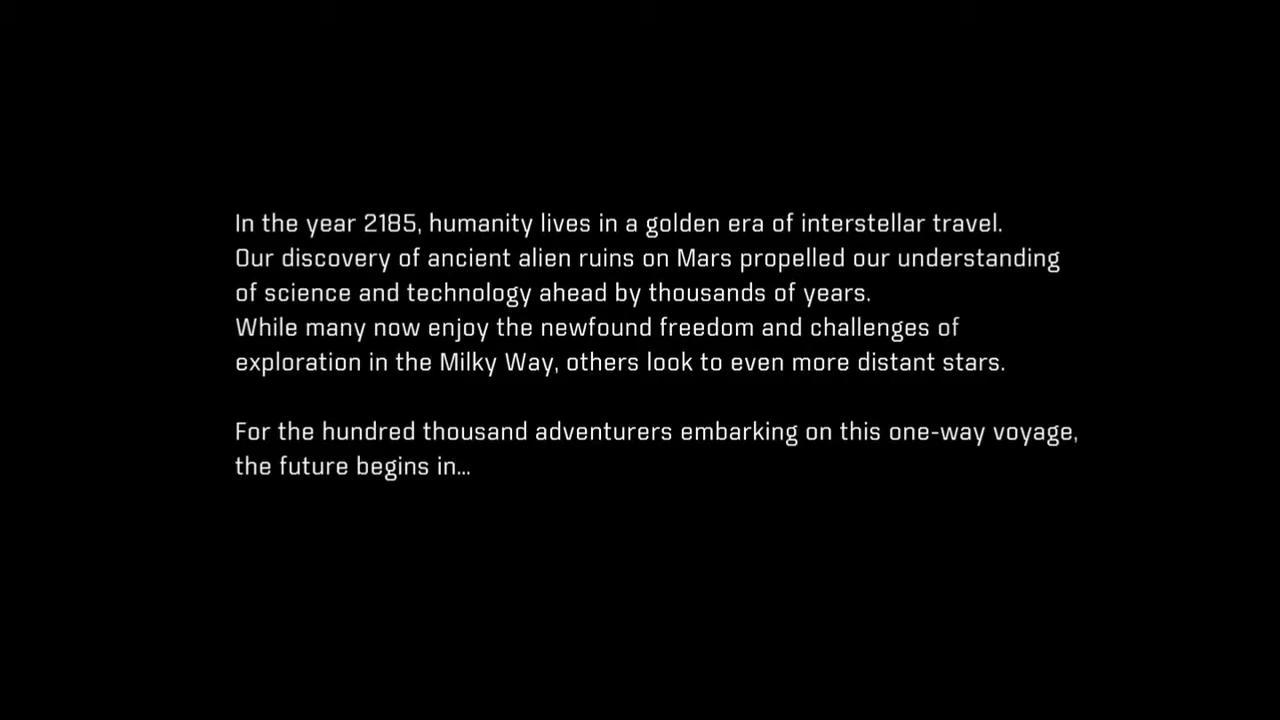 In the year 2185, humanity lives in a golden era of interstellar travel.
Our discovery of ancient alien ruins on Mars propelled our understanding
of science and technology ahead by thousands of years.
While many now enjoy the newfound freedom and challenges of
exploration in the Milky Way, others look to even more distant stars.
For the hundred thousand adventurers embarking on this one-way voyage,
the future begins in...